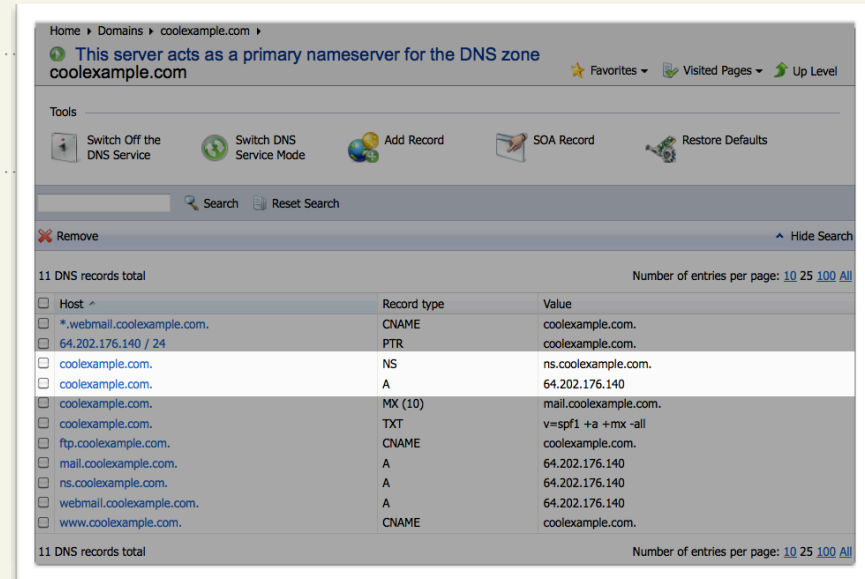 Home ▸ Domains ▸ coolexample.com ▸
This server acts as a primary nameserver for the DNS zone
coolexample.com
Favorites Visited Pages Up Level
Tools
Switch Off the DNS Service
Switch DNS Service Mode
Add Record
SOA Record
Restore Defaults
Search Reset Search
Remove Hide Search
11 DNS records total Number of entries per page: 10 25 100 All
Host Record type Value
*.webmail.coolexample.com. CNAME coolexample.com.
64.202.176.140 / 24 PTR coolexample.com.
coolexample.com. NS ns.coolexample.com.
coolexample.com. A 64.202.176.140
coolexample.com. MX (10) mail.coolexample.com.
coolexample.com. TXT v=spf1 +a +mx -all
ftp.coolexample.com. CNAME coolexample.com.
mail.coolexample.com. A 64.202.176.140
ns.coolexample.com. A 64.202.176.140
webmail.coolexample.com. A 64.202.176.140
www.coolexample.com. CNAME coolexample.com.
11 DNS records total Number of entries per page: 10 25 100 All